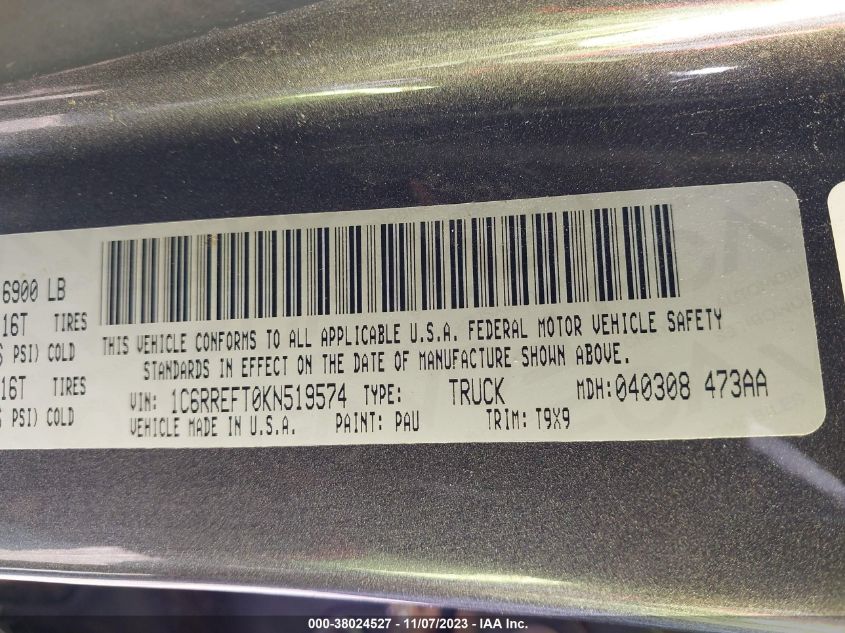 6900 LB
16T TIRES
PSI) COLD
16T TIRES
PSI) COLD
THIS VEHICLE CONFORMS TO ALL APPLICABLE U.S.A. FEDERAL MOTOR VEHICLE SAFETY
STANDARDS IN EFFECT ON THE DATE OF MANUFACTURE SHOWN ABOVE.
VIN: 1C6RREFT0KN519574 TYPE: TRUCK MDH: 040308 473AA
VEHICLE MADE IN U.S.A. PAINT: PAU TRIM: T9X9
000-38024527 - 11/07/2023 - IAA Inc.